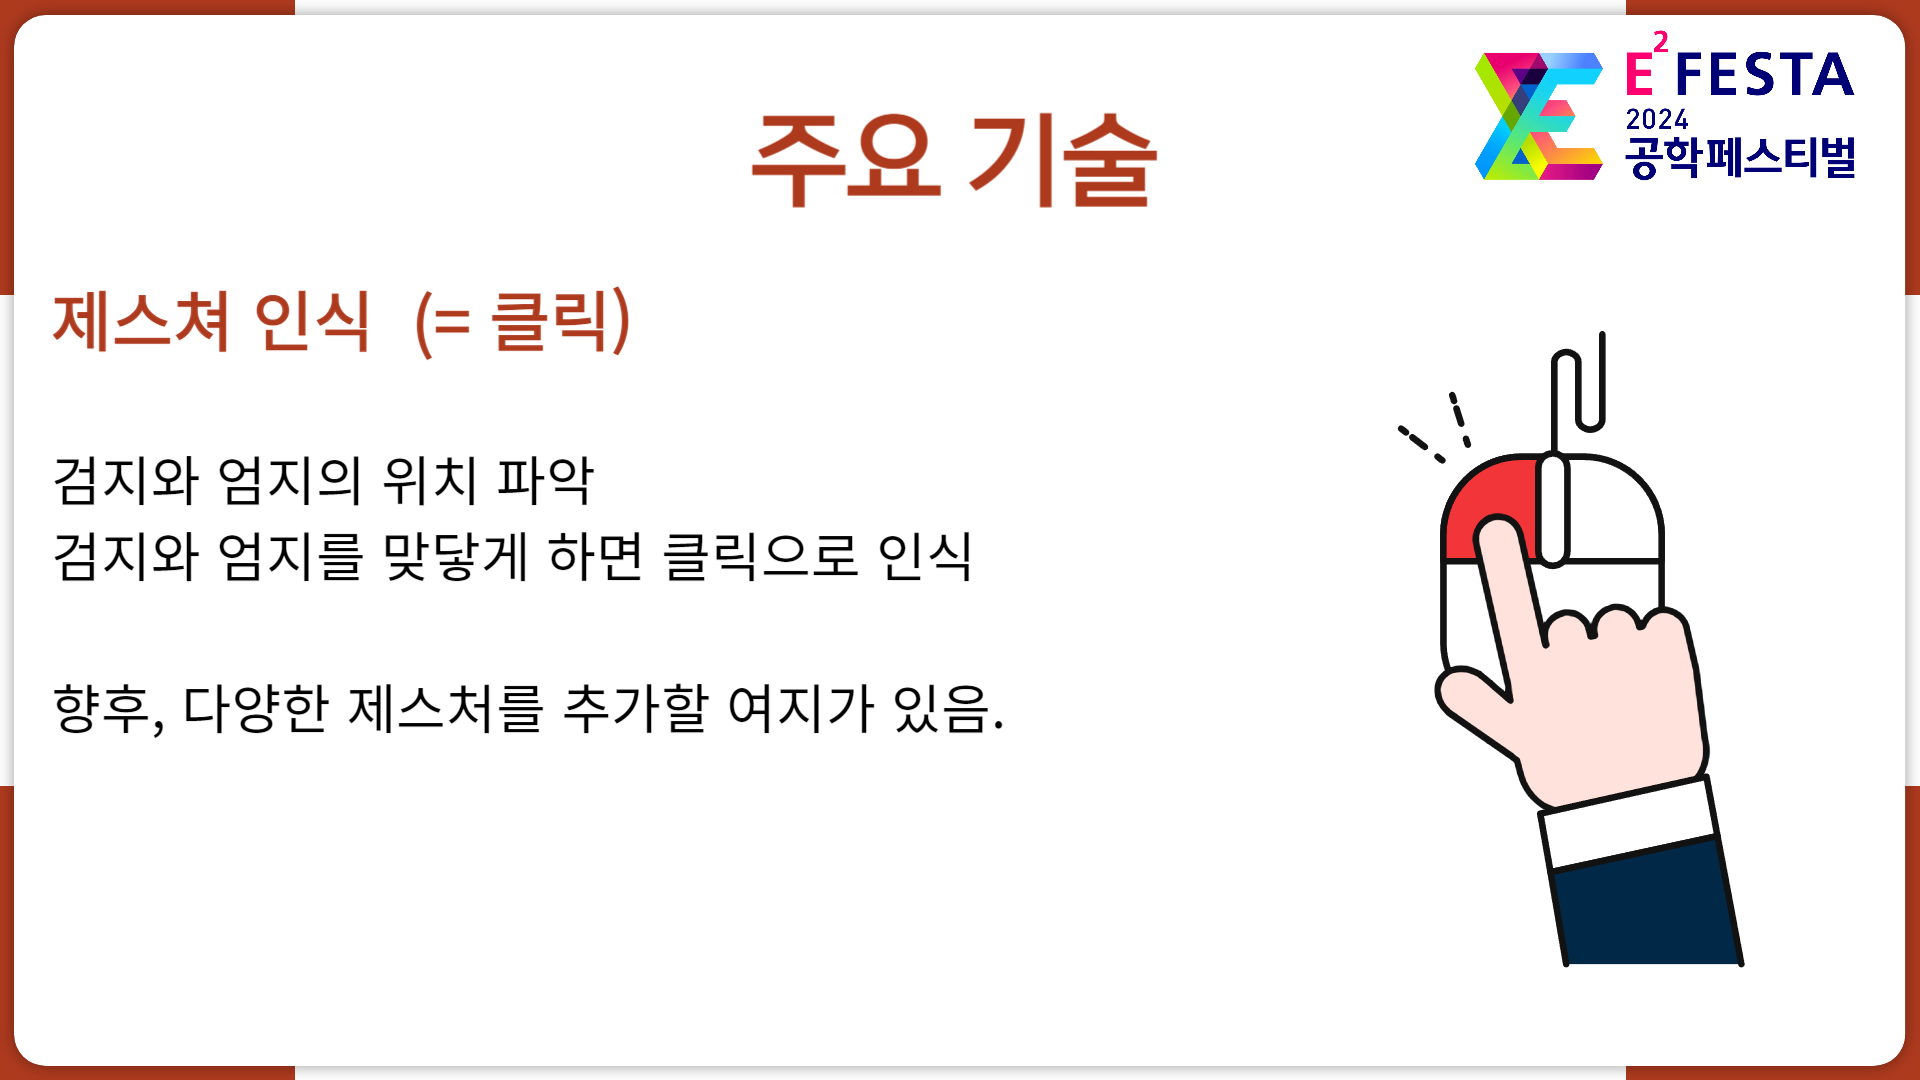 주요 기술
E² FESTA
2024
공학페스티벌
제스쳐 인식 (= 클릭)
검지와 엄지의 위치 파악
검지와 엄지를 맞닿게 하면 클릭으로 인식
향후, 다양한 제스처를 추가할 여지가 있음.